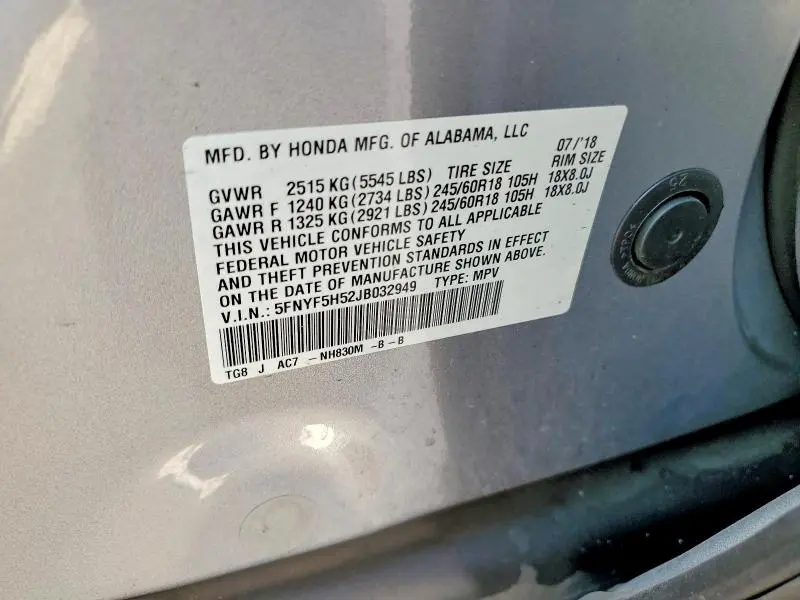 MFD. BY HONDA MFG. OF ALABAMA, LLC 07/'18
GVWR 2515 KG (5545 LBS) TIRE SIZE RIM SIZE
GAWR F 1240 KG (2734 LBS) 245/60R18 105H 18X8.0J
GAWR R 1325 KG (2921 LBS) 245/60R18 105H 18X8.0J
THIS VEHICLE CONFORMS TO ALL APPLICABLE
FEDERAL MOTOR VEHICLE SAFETY
AND THEFT PREVENTION STANDARDS IN EFFECT
ON THE DATE OF MANUFACTURE SHOWN ABOVE.
V.I.N.: 5FNYF5H52JB032949 TYPE: MPV
TG8 J AC7 -NH830M -B-B
25